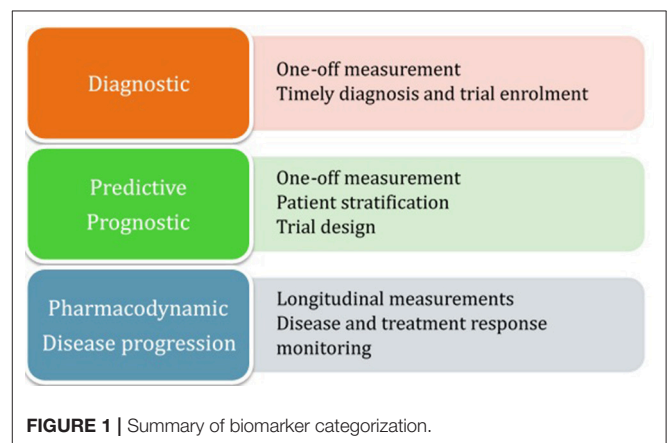 Diagnostic
One-off measurement
Timely diagnosis and trial enrolment
Predictive
Prognostic
One-off measurement
Patient stratification
Trial design
Pharmacodynamic
Disease progression
Longitudinal measurements
Disease and treatment response
monitoring
FIGURE 1 | Summary of biomarker categorization.